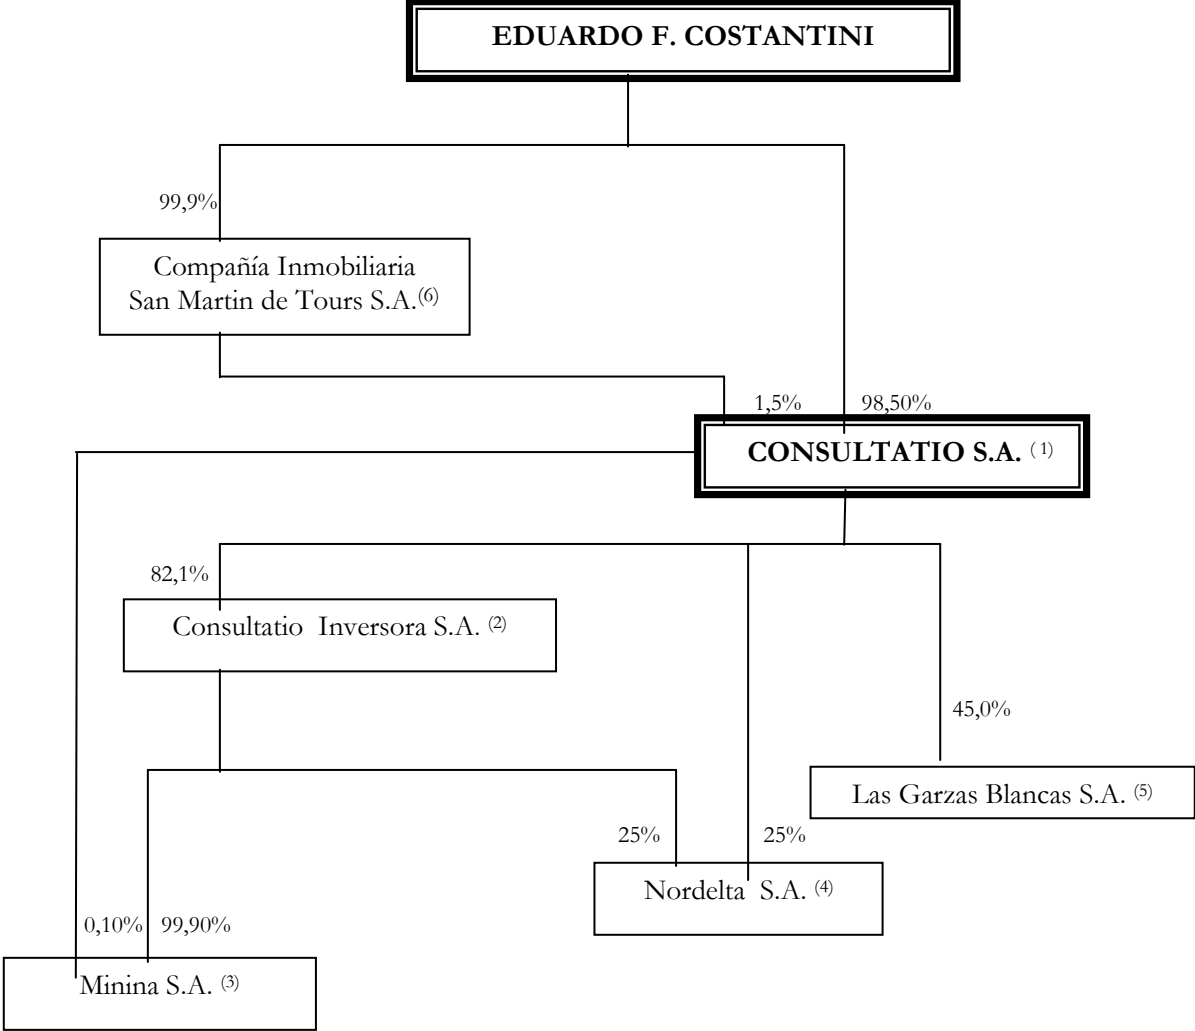 EDUARDO F. COSTANTINI
99,9%
Compañía Inmobiliaria
San Martin de Tours S.A.(6)
1,5%
98,50%
CONSULTATIO S.A. ( 1)
82,1%
Consultatio Inversora S.A. (2)
45,0%
Las Garzas Blancas S.A. (5)
25%
25%
Nordelta S.A. (4)
0,10%
99,90%
Minina S.A. (3)